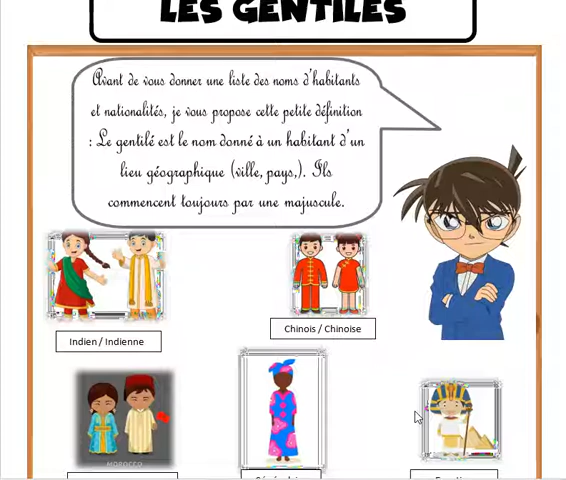 LES GENTILÉS
Avant de vous donner une liste des noms d'habitants
et nationalités, je vous propose cette petite définition
: Le gentilé est le nom donné à un habitant d'un
lieu géographique (ville, pays,). Ils
commencent toujours par une majuscule.
Indien / Indienne
Chinois / Chinoise
MOROCCO